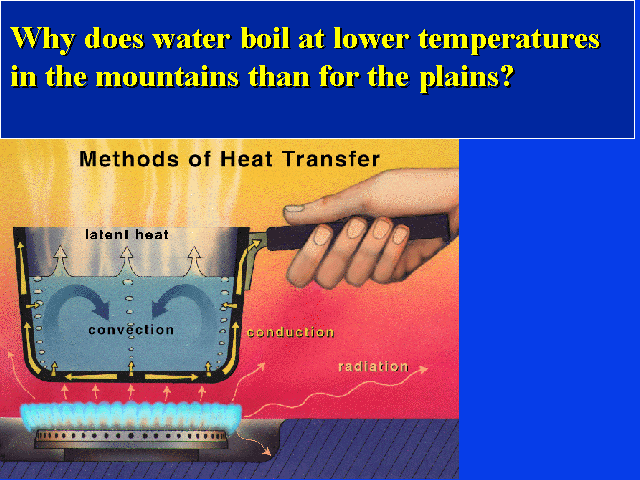 Why does water boil at lower temperatures
in the mountains than for the plains?
Methods of Heat Transfer
latent heat
convection
conduction
radiation